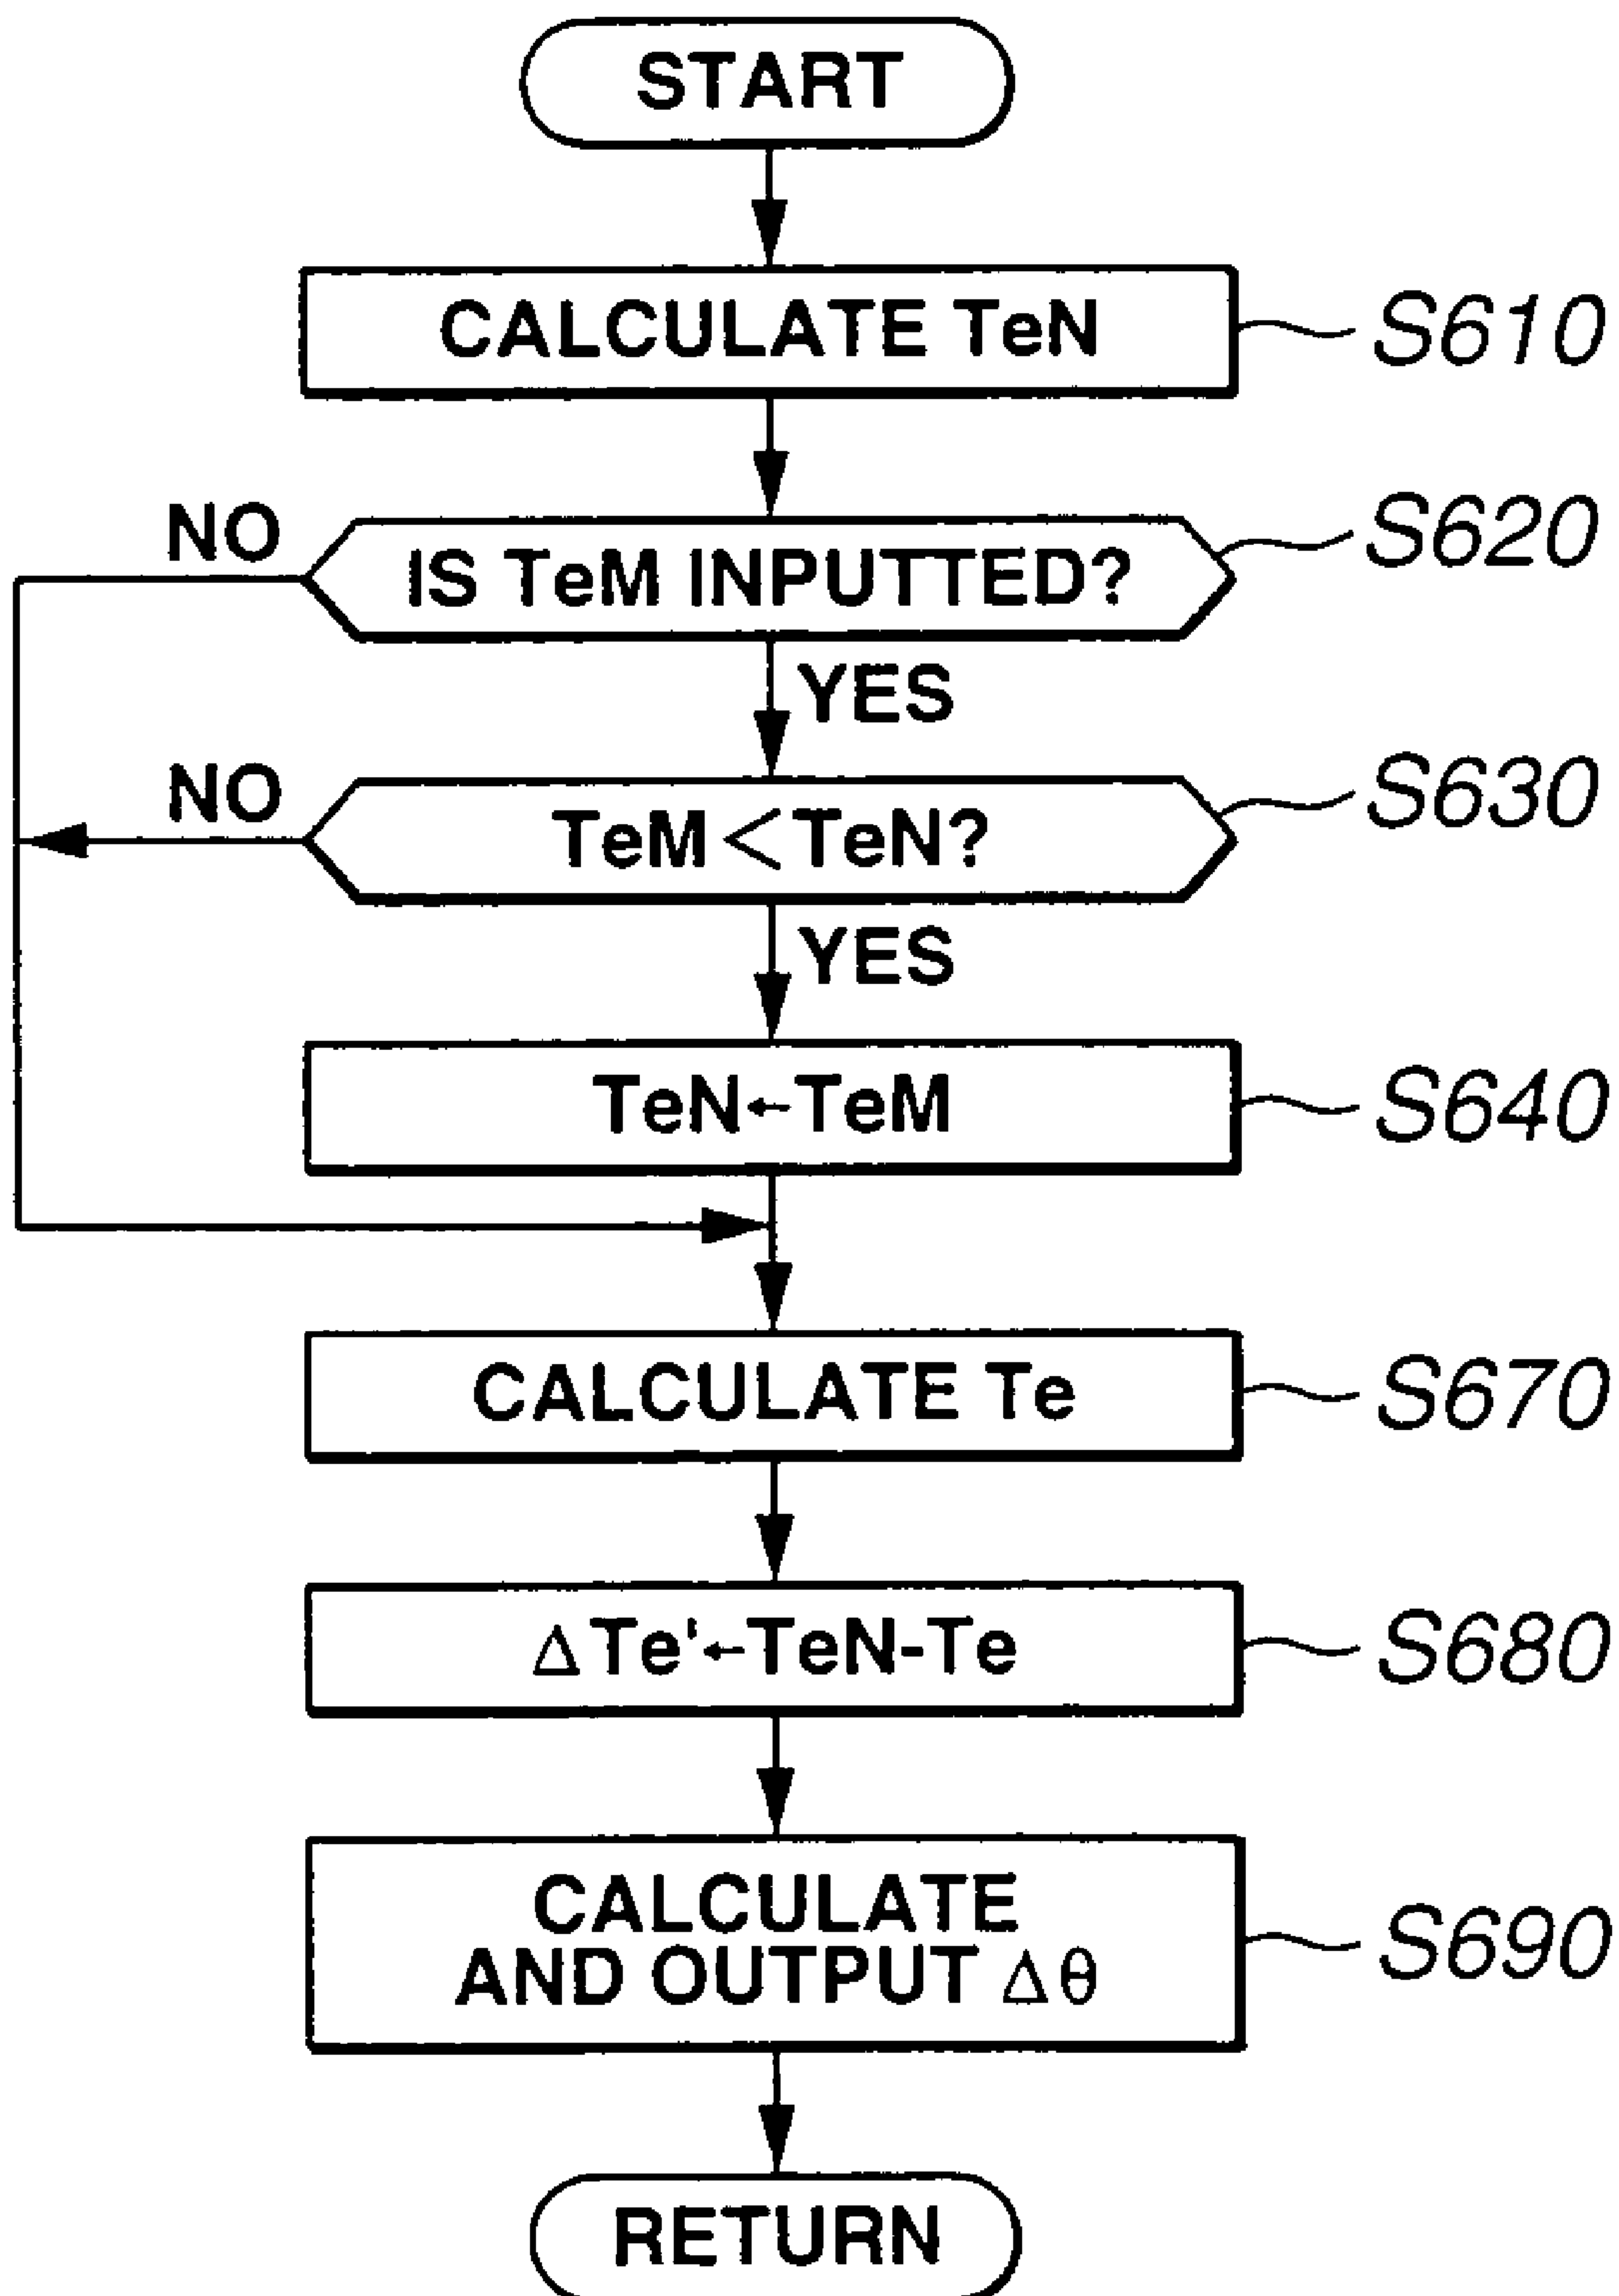 START
CALCULATE TeN
S610
NO
IS TeM INPUTTED?
S620
YES
NO
TeM<TeN?
S630
YES
TeN←TeM
S640
CALCULATE Te
S670
ΔTe'←TeN-Te
S680
CALCULATE
AND OUTPUT Δθ
S690
RETURN